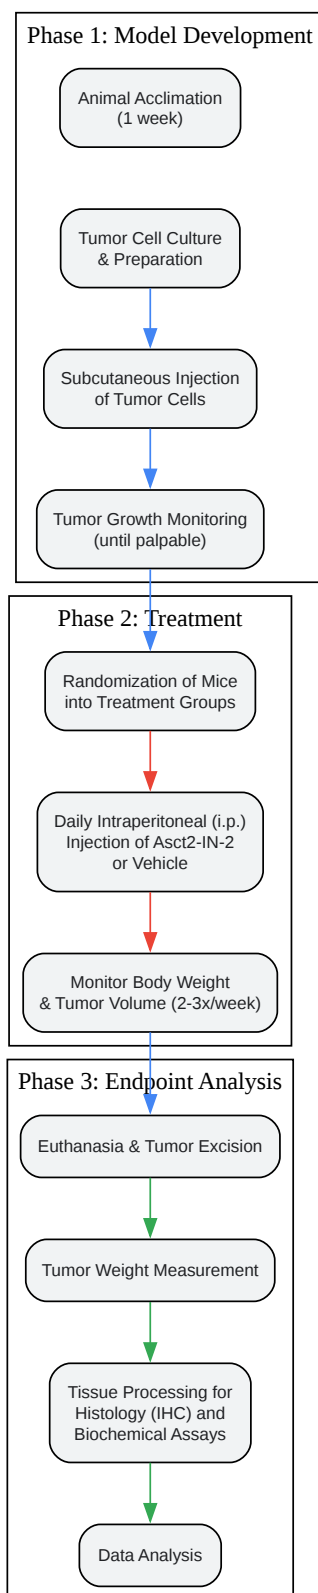 Phase 1: Model Development
Animal Acclimation
(1 week)
Tumor Cell Culture
& Preparation
Subcutaneous Injection
of Tumor Cells
Tumor Growth Monitoring
(until palpable)
Phase 2: Treatment
Randomization of Mice
into Treatment Groups
Daily Intraperitoneal (i.p.)
Injection of Asct2-IN-2
or Vehicle
Monitor Body Weight
& Tumor Volume (2-3x/week)
Phase 3: Endpoint Analysis
Euthanasia & Tumor Excision
Tumor Weight Measurement
Tissue Processing for
Histology (IHC) and
Biochemical Assays
Data Analysis